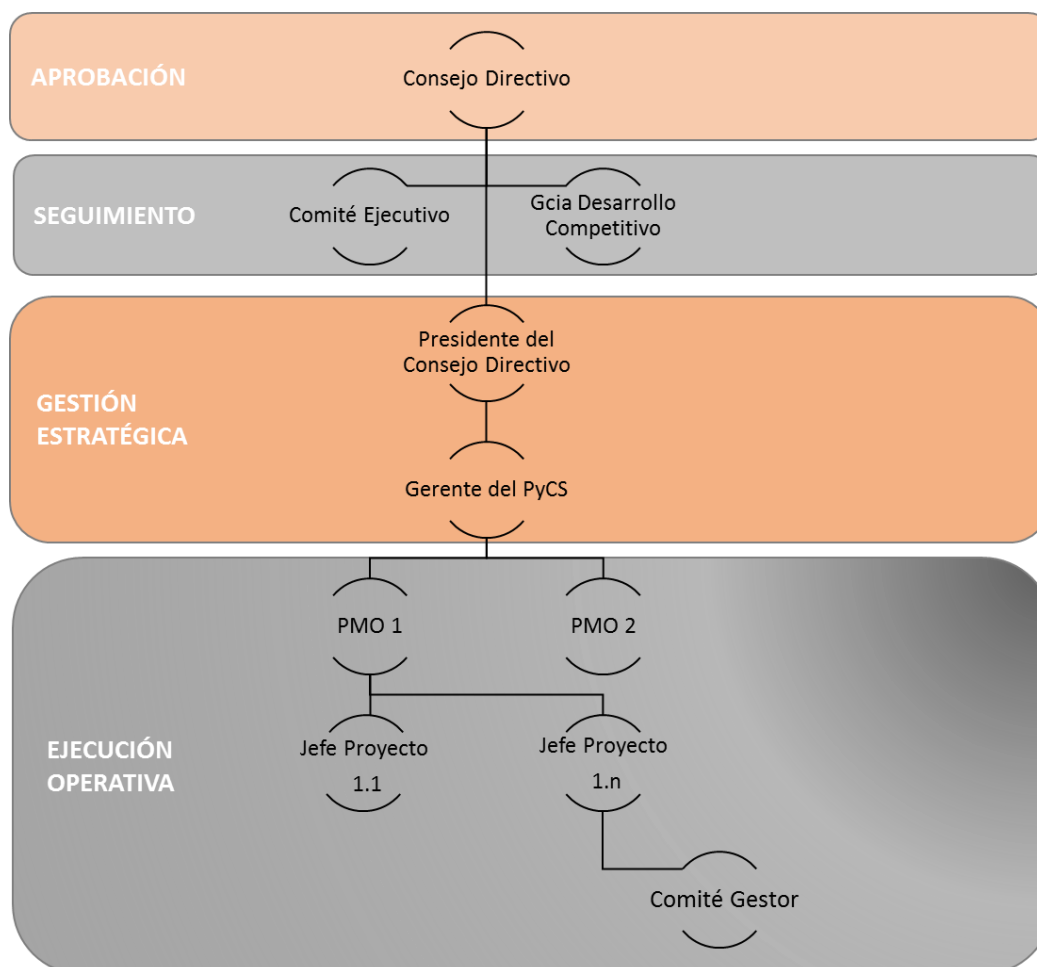 APROBACIÓN
Consejo Directivo
SEGUIMIENTO
Comité Ejecutivo
Gcia Desarrollo
Competitivo
GESTIÓN
ESTRATÉGICA
Presidente del
Consejo Directivo
Gerente del PyCS
EJECUCIÓN
OPERATIVA
PMO 1
PMO 2
Jefe Proyecto
1.1
Jefe Proyecto
1.n
Comité Gestor